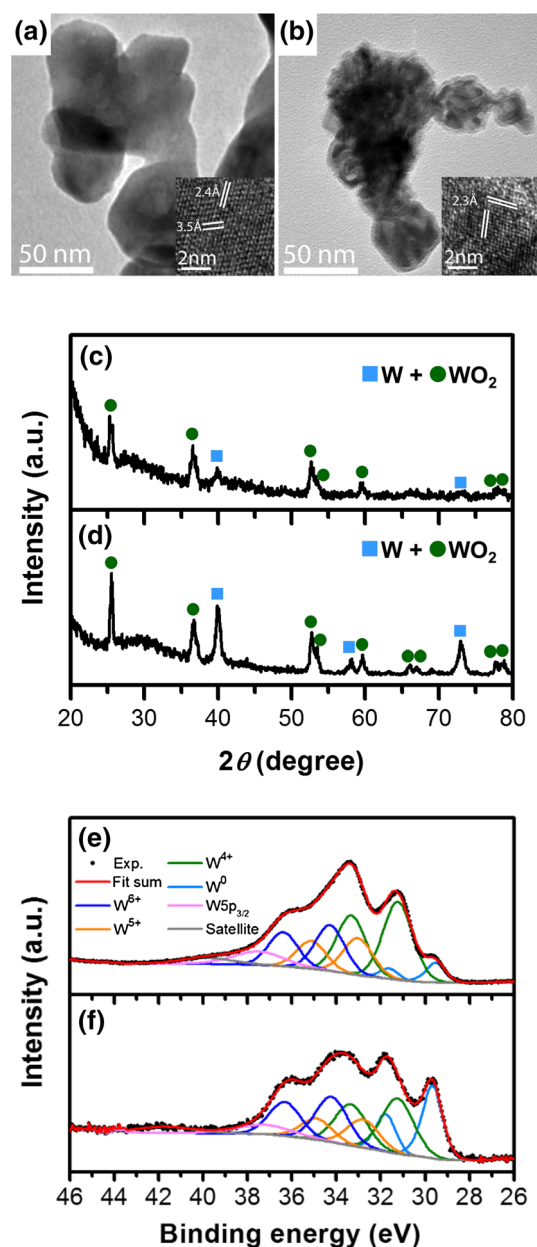 (a)
2.4Å
3.5Å
50 nm
2nm
(b)
2.3Å
50 nm
2nm
(c)
W + WO₂
(d)
W + WO₂
Intensity (a.u.)
20 30 40 50 60 70 80
2θ (degree)
(e)
Exp.
Fit sum
W⁶⁺
W⁵⁺
W⁴⁺
W⁰
W5p₃/₂
Satellite
(f)
Intensity (a.u.)
46 44 42 40 38 36 34 32 30 28 26
Binding energy (eV)